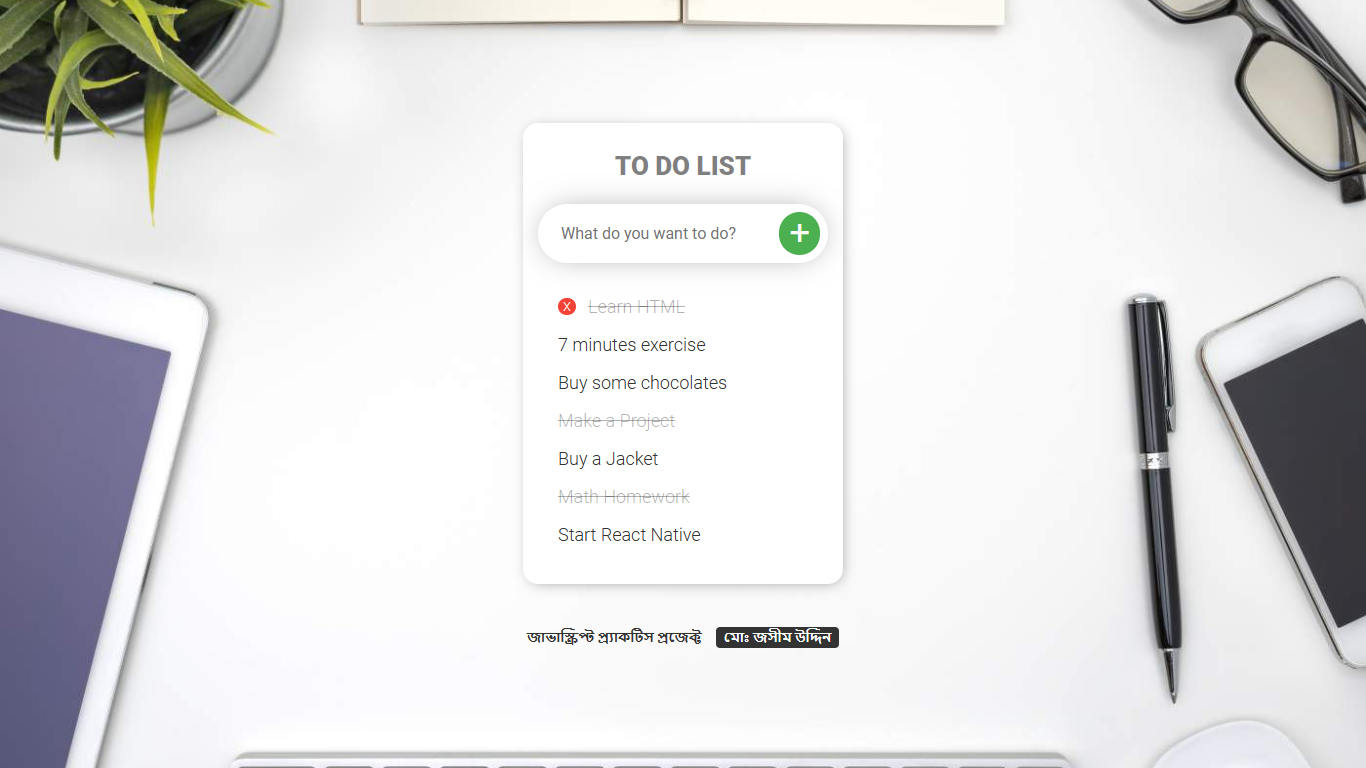 TO DO LIST
What do you want to do?
X Learn HTML
7 minutes exercise
Buy some chocolates
Make a Project
Buy a Jacket
Math Homework
Start React Native
জাভাস্ক্রিপ্ট প্র্যাকটিস প্রজেক্ট মোঃ জসীম উদ্দিন